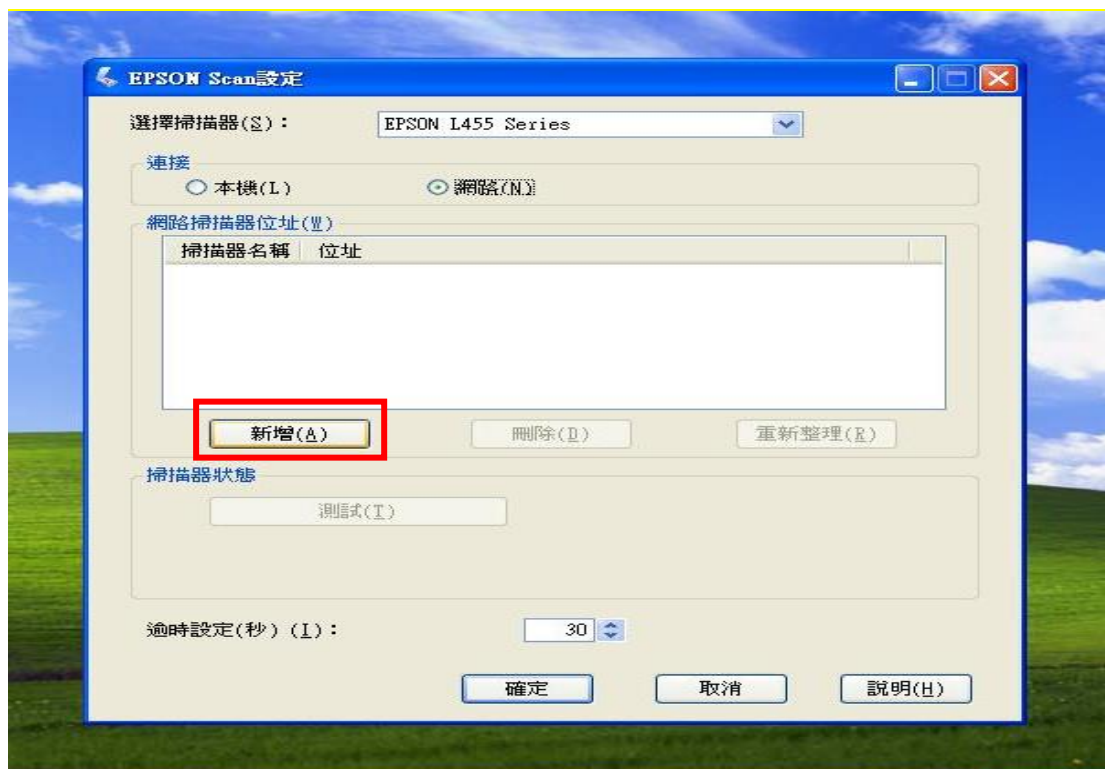 EPSON Scan設定
選擇掃描器(S)： EPSON L455 Series
連接
本機(L) 網路(N)
網路掃描器位址(W)
掃描器名稱 位址
新增(A) 刪除(D) 重新整理(R)
掃描器狀態
測試(T)
逾時設定(秒) (I)： 30
確定 取消 說明(H)